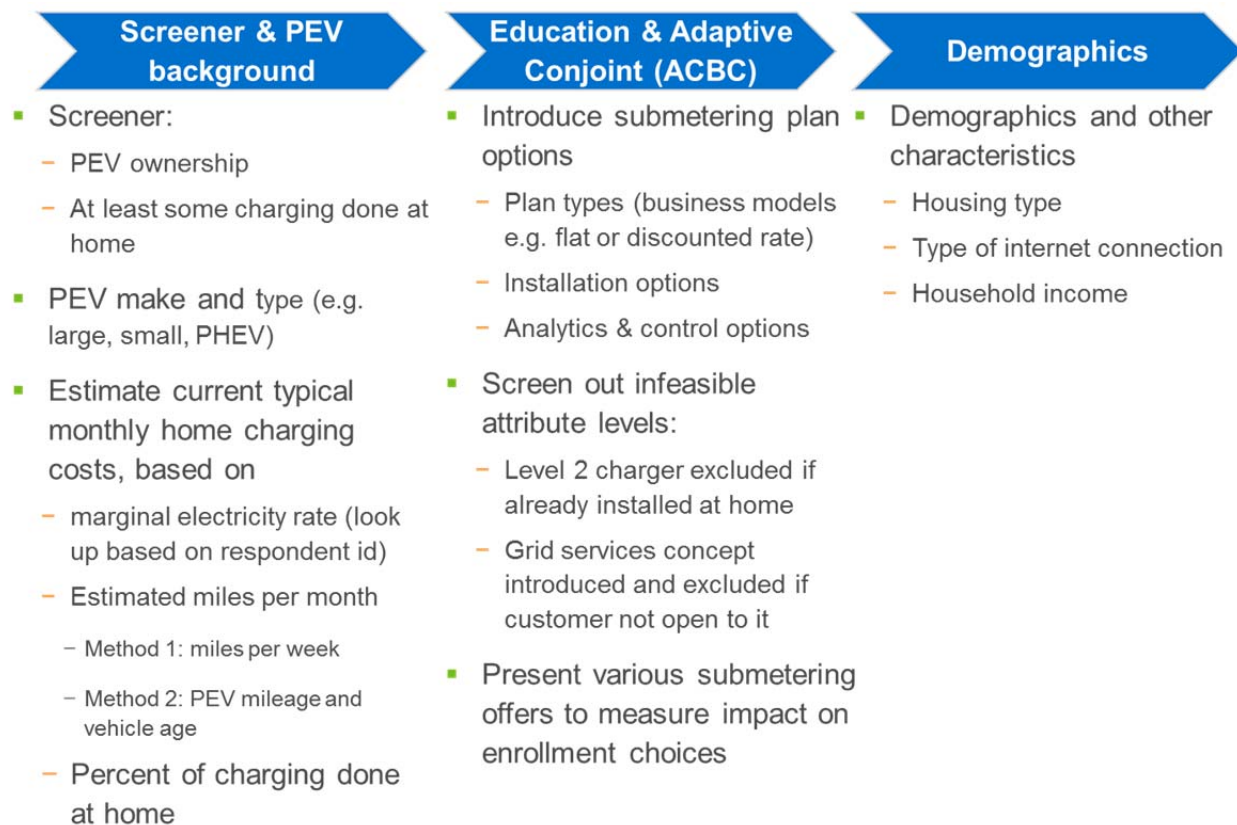 Screener & PEV
background
Education & Adaptive
Conjoint (ACBC)
Demographics
▪ Screener:
− PEV ownership
− At least some charging done at
home
▪ PEV make and type (e.g.
large, small, PHEV)
▪ Estimate current typical
monthly home charging
costs, based on
− marginal electricity rate (look
up based on respondent id)
− Estimated miles per month
− Method 1: miles per week
− Method 2: PEV mileage and
vehicle age
− Percent of charging done
at home
▪ Introduce submetering plan
options
− Plan types (business models
e.g. flat or discounted rate)
− Installation options
− Analytics & control options
▪ Screen out infeasible
attribute levels:
− Level 2 charger excluded if
already installed at home
− Grid services concept
introduced and excluded if
customer not open to it
▪ Present various submetering
offers to measure impact on
enrollment choices
▪ Demographics and other
characteristics
− Housing type
− Type of internet connection
− Household income